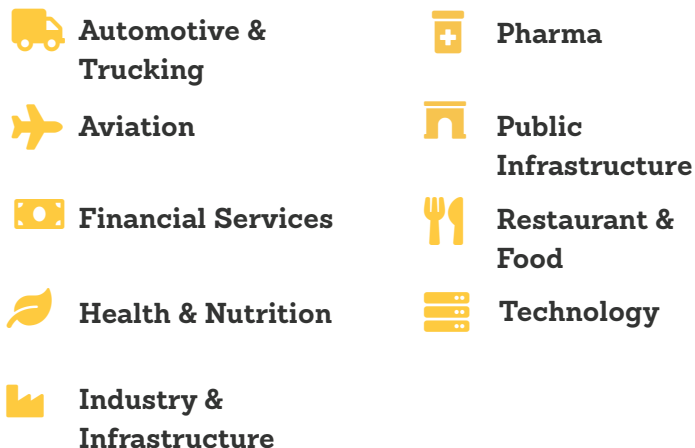 Automotive &
Trucking
Aviation
Financial Services
Health & Nutrition
Industry &
Infrastructure
Pharma
Public
Infrastructure
Restaurant &
Food
Technology